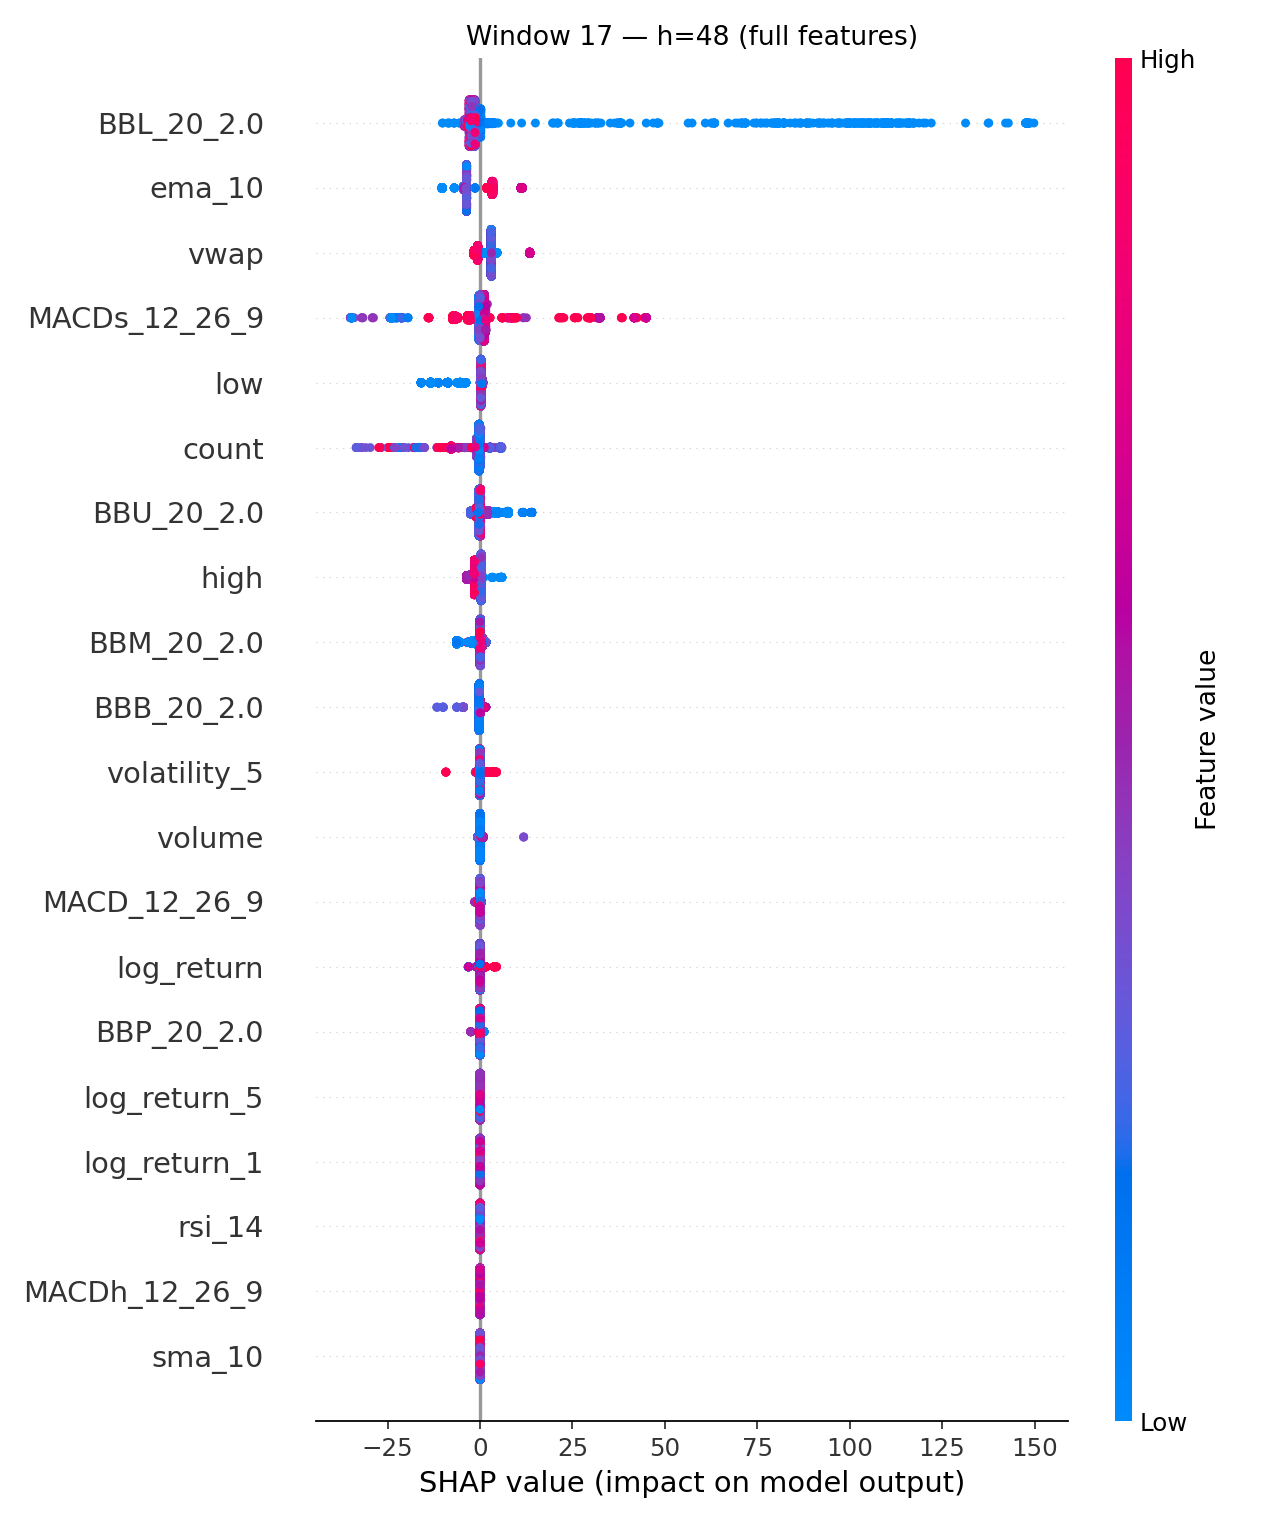 Window 17 — h=48 (full features)
High
BBL_20_2.0
ema_10
vwap
MACDs_12_26_9
low
count
BBU_20_2.0
high
BBM_20_2.0
BBB_20_2.0
volatility_5
volume
MACD_12_26_9
log_return
BBP_20_2.0
log_return_5
log_return_1
rsi_14
MACDh_12_26_9
sma_10
Feature value
Low
−25 0 25 50 75 100 125 150
SHAP value (impact on model output)